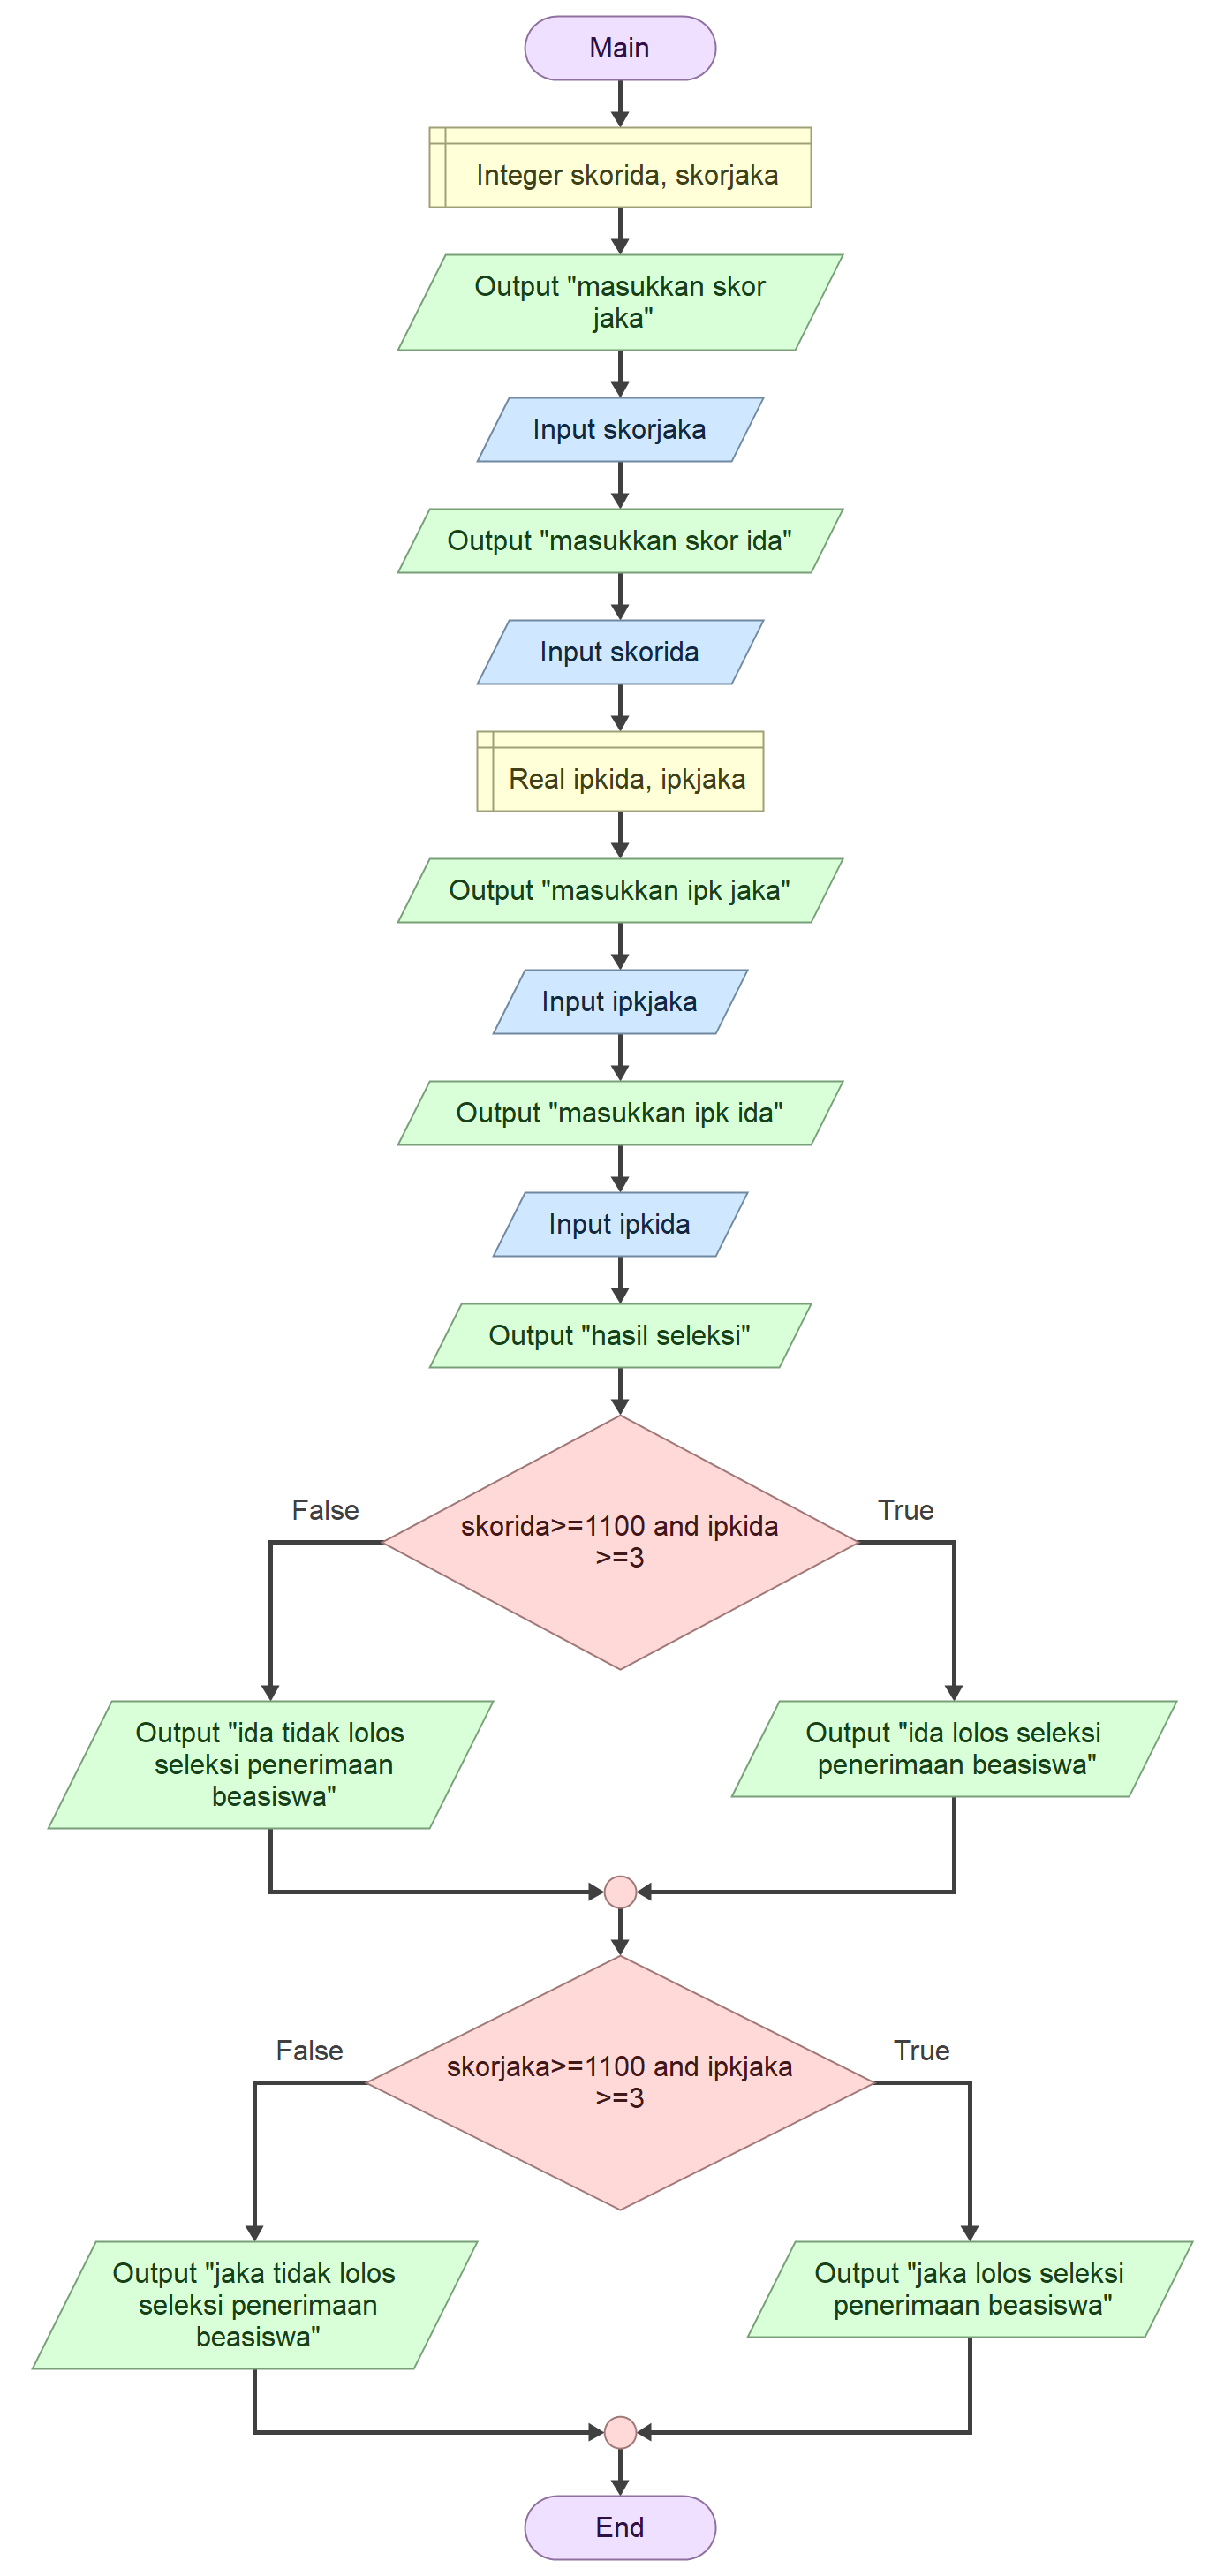 Main
Integer skorida, skorjaka
Output "masukkan skor
jaka"
Input skorjaka
Output "masukkan skor ida"
Input skorida
Real ipkida, ipkjaka
Output "masukkan ipk jaka"
Input ipkjaka
Output "masukkan ipk ida"
Input ipkida
Output "hasil seleksi"
False
True
skorida>=1100 and ipkida
>=3
Output "ida tidak lolos
seleksi penerimaan
beasiswa"
Output "ida lolos seleksi
penerimaan beasiswa"
False
True
skorjaka>=1100 and ipkjaka
>=3
Output "jaka tidak lolos
seleksi penerimaan
beasiswa"
Output "jaka lolos seleksi
penerimaan beasiswa"
End